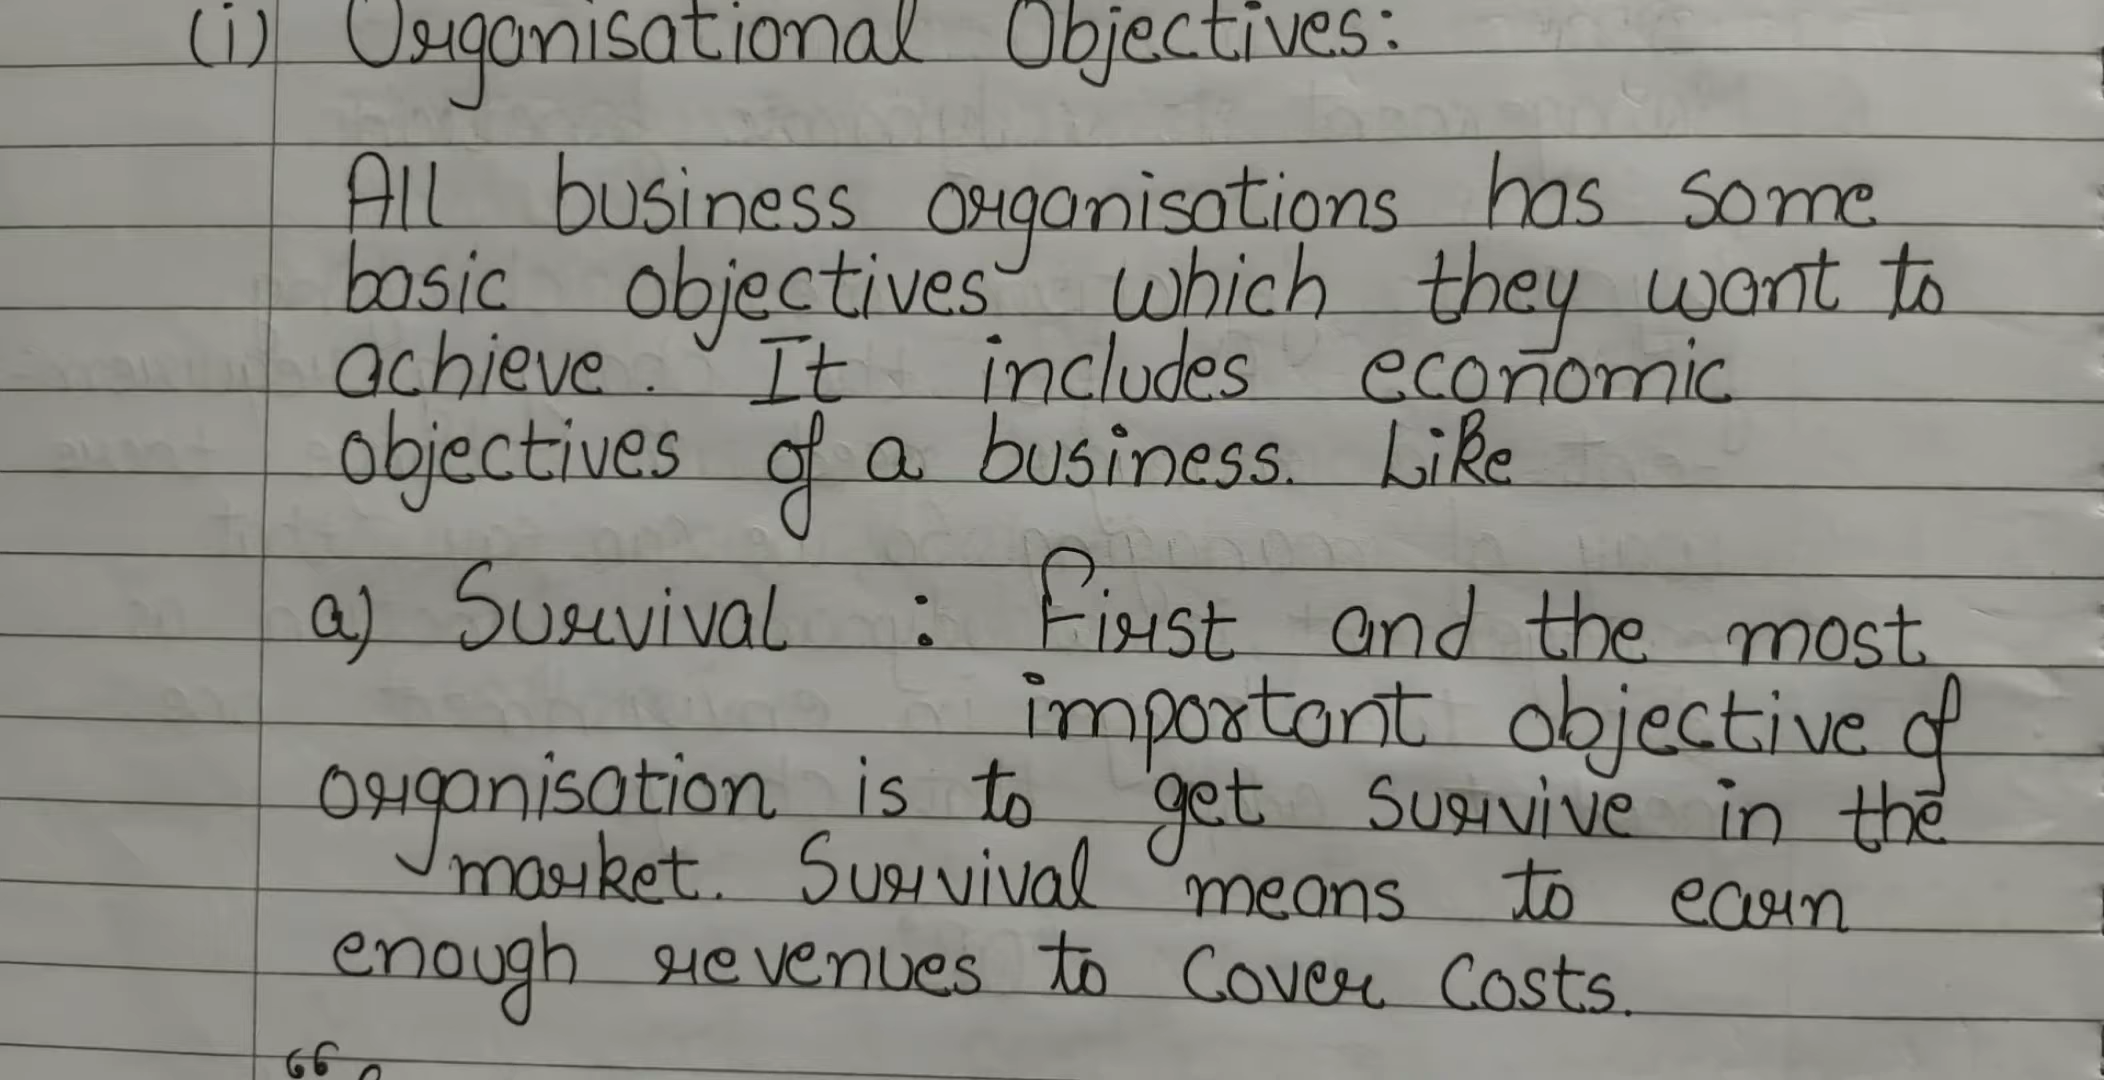 (i) Organisational Objectives:
All business organisations has some
basic objectives which they want to
achieve. It includes economic
objectives of a business. Like
a) Survival : First and the most
important objective of
organisation is to get survive in the
market. Survival means to earn
enough revenues to cover costs.